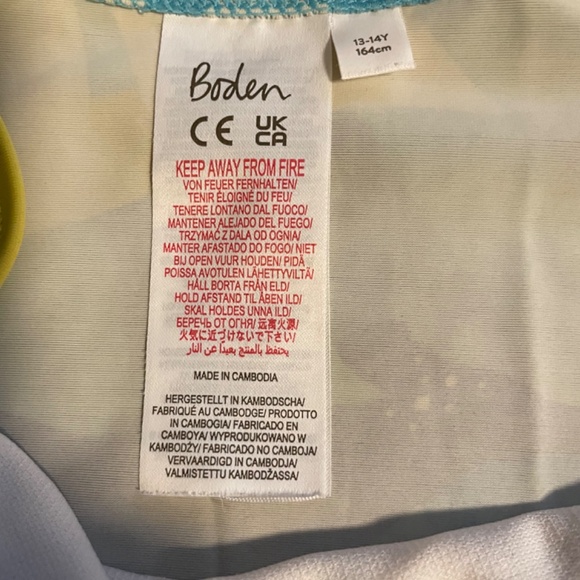 Boden
CE UK
CA
KEEP AWAY FROM FIRE
VON FEUER FERNHALTEN/
TENIR ÉLOIGNÉ DU FEU/
TENERE LONTANO DAL FUOCO/
MANTENER ALEJADO DEL FUEGO/
TRZYMAĆ Z DALA OD OGNIA/
MANTER AFASTADO DO FOGO/ NIET
BIJ OPEN VUUR HOUDEN/ PIDÄ
POISSA AVOTULEN LÄHETTYVILTÄ/
HÅLL BORTA FRÅN ELD/
HOLD AFSTAND TIL ÅBEN ILD/
SKAL HOLDES UNNA ILD/
БЕРЕЧЬ ОТ ОГНЯ/ 远离火源/
火気に近づけないで下さい/
يحتفظ بالمنتج بعيدًا عن النار
MADE IN CAMBODIA
HERGESTELLT IN KAMBODSCHA/
FABRIQUÉ AU CAMBODGE/ PRODOTTO
IN CAMBOGIA/ FABRICADO EN
CAMBOYA/ WYPRODUKOWANO W
KAMBODŻY/ FABRICADO NO CAMBOJA/
VERVAARDIGD IN CAMBODJA/
VALMISTETTU KAMBODŽASSA/
13-14Y
164cm